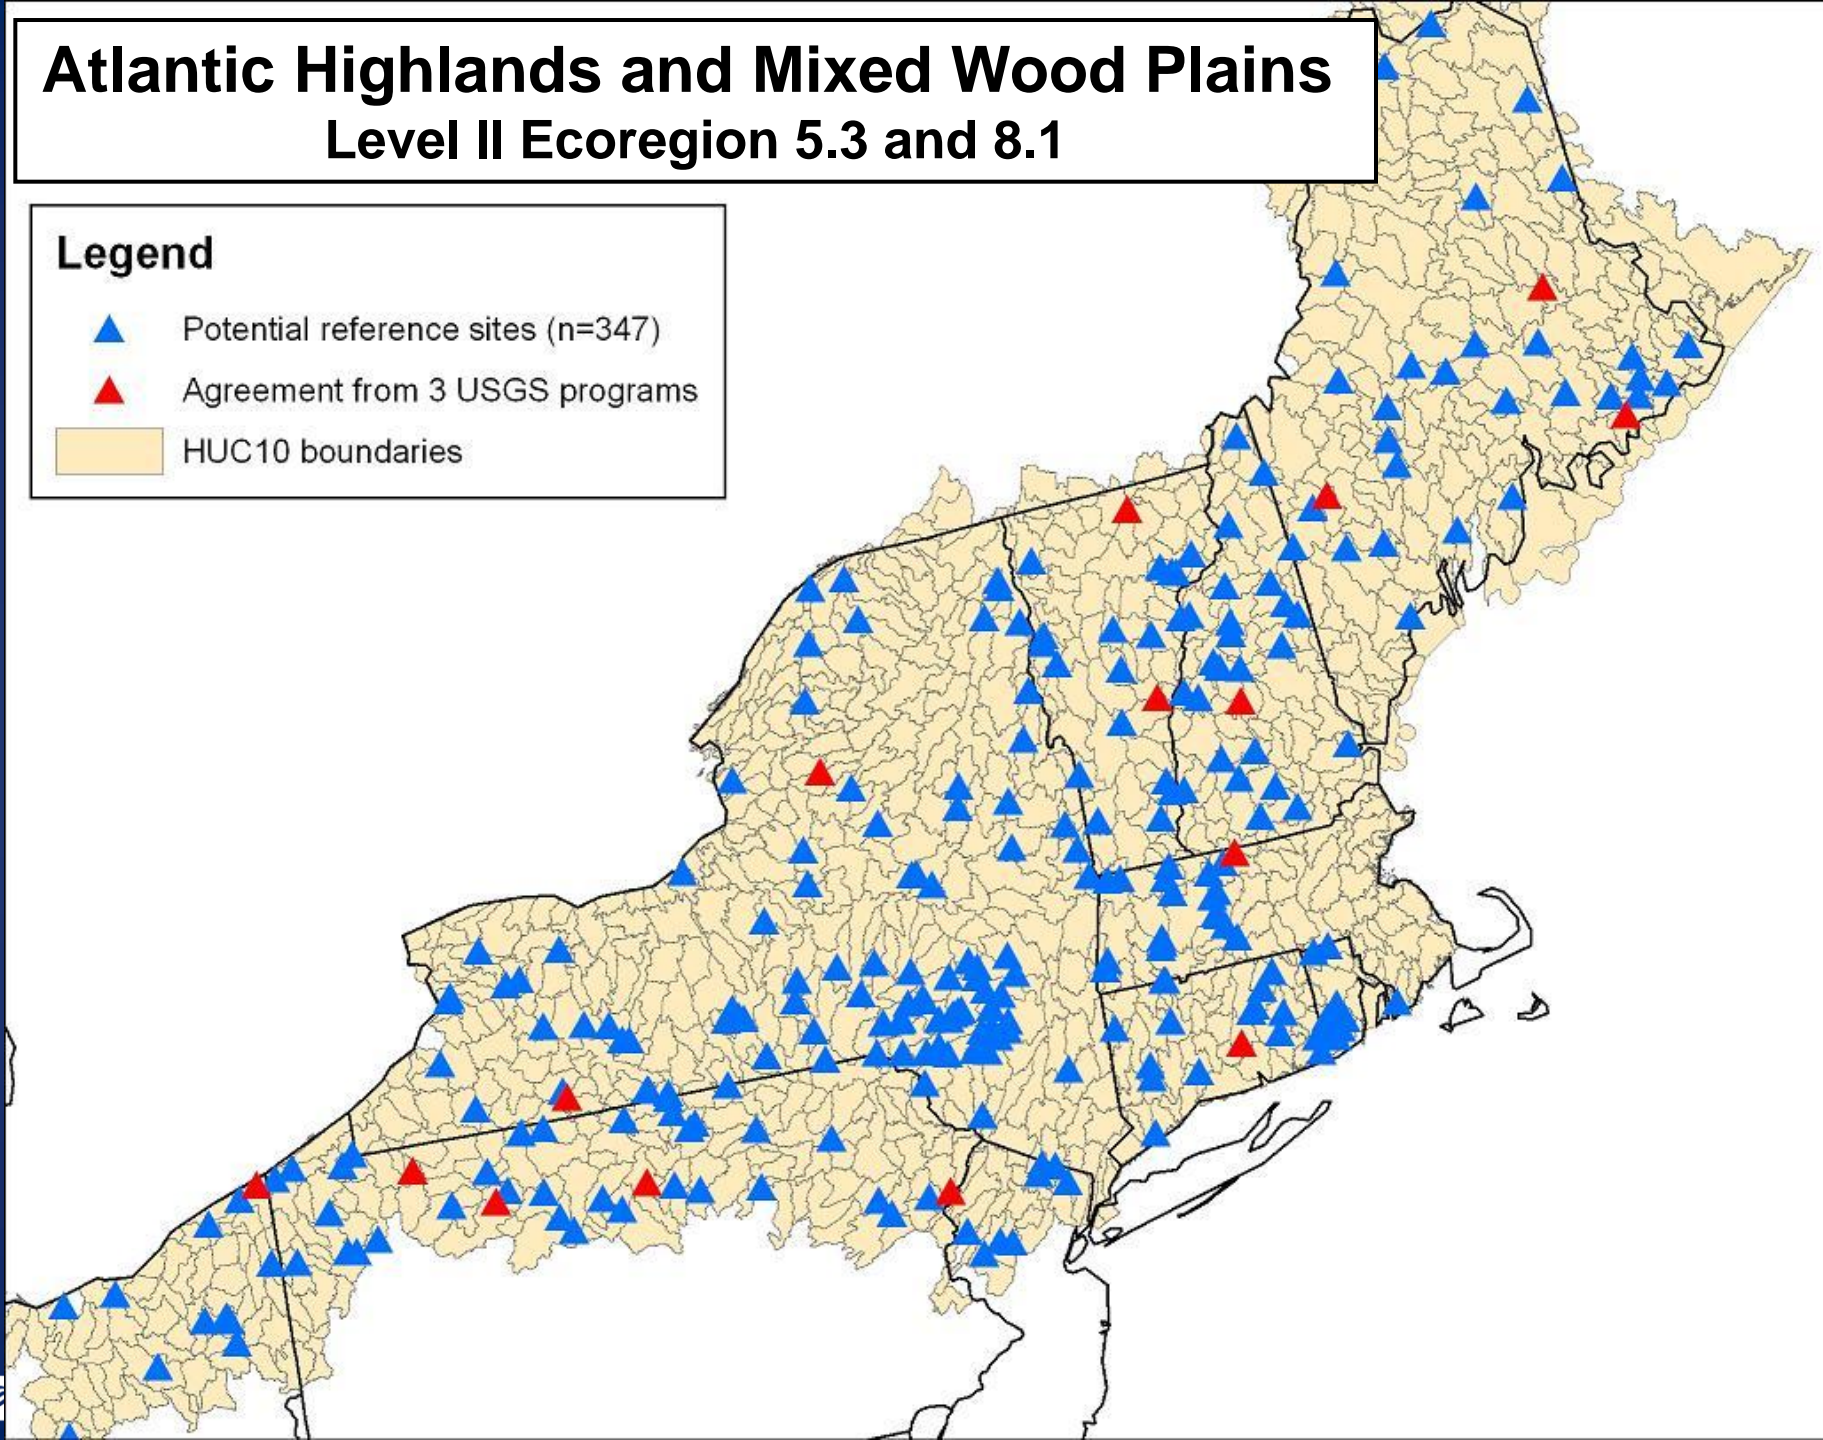 Atlantic Highlands and Mixed Wood Plains
Level II Ecoregion 5.3 and 8.1
Legend
Potential reference sites (n=347)
Agreement from 3 USGS programs
HUC10 boundaries